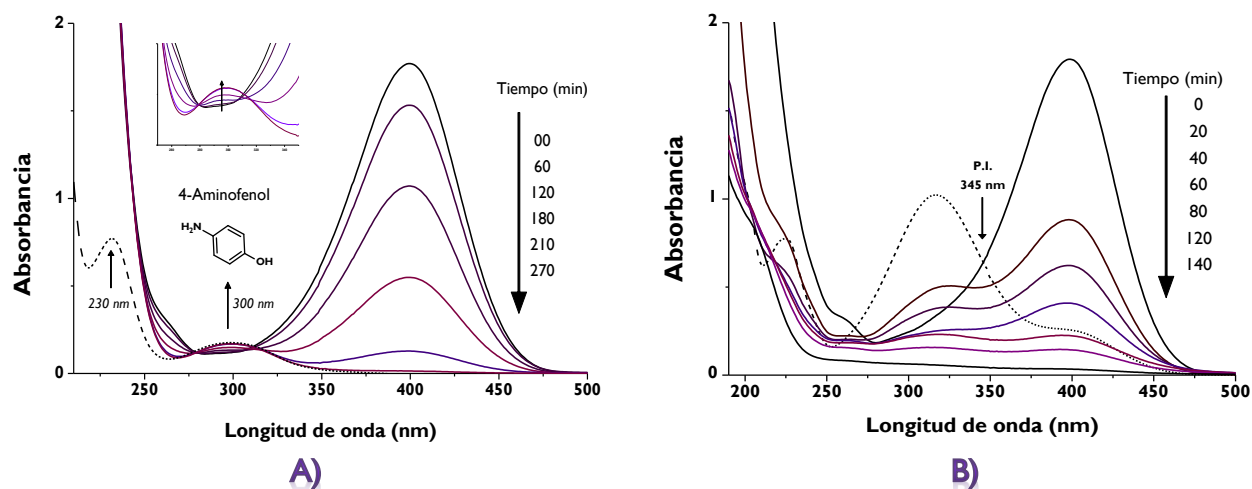 2
1
0
Absorbancia
4-Aminofenol
H₂N
OH
230 nm
300 nm
Tiempo (min)
00
60
120
180
210
270
250 300 350 400 450 500
Longitud de onda (nm)
A)
2
1
0
Absorbancia
P.I.
345 nm
Tiempo (min)
0
20
40
60
80
120
140
200 250 300 350 400 450 500
Longitud de onda (nm)
B)